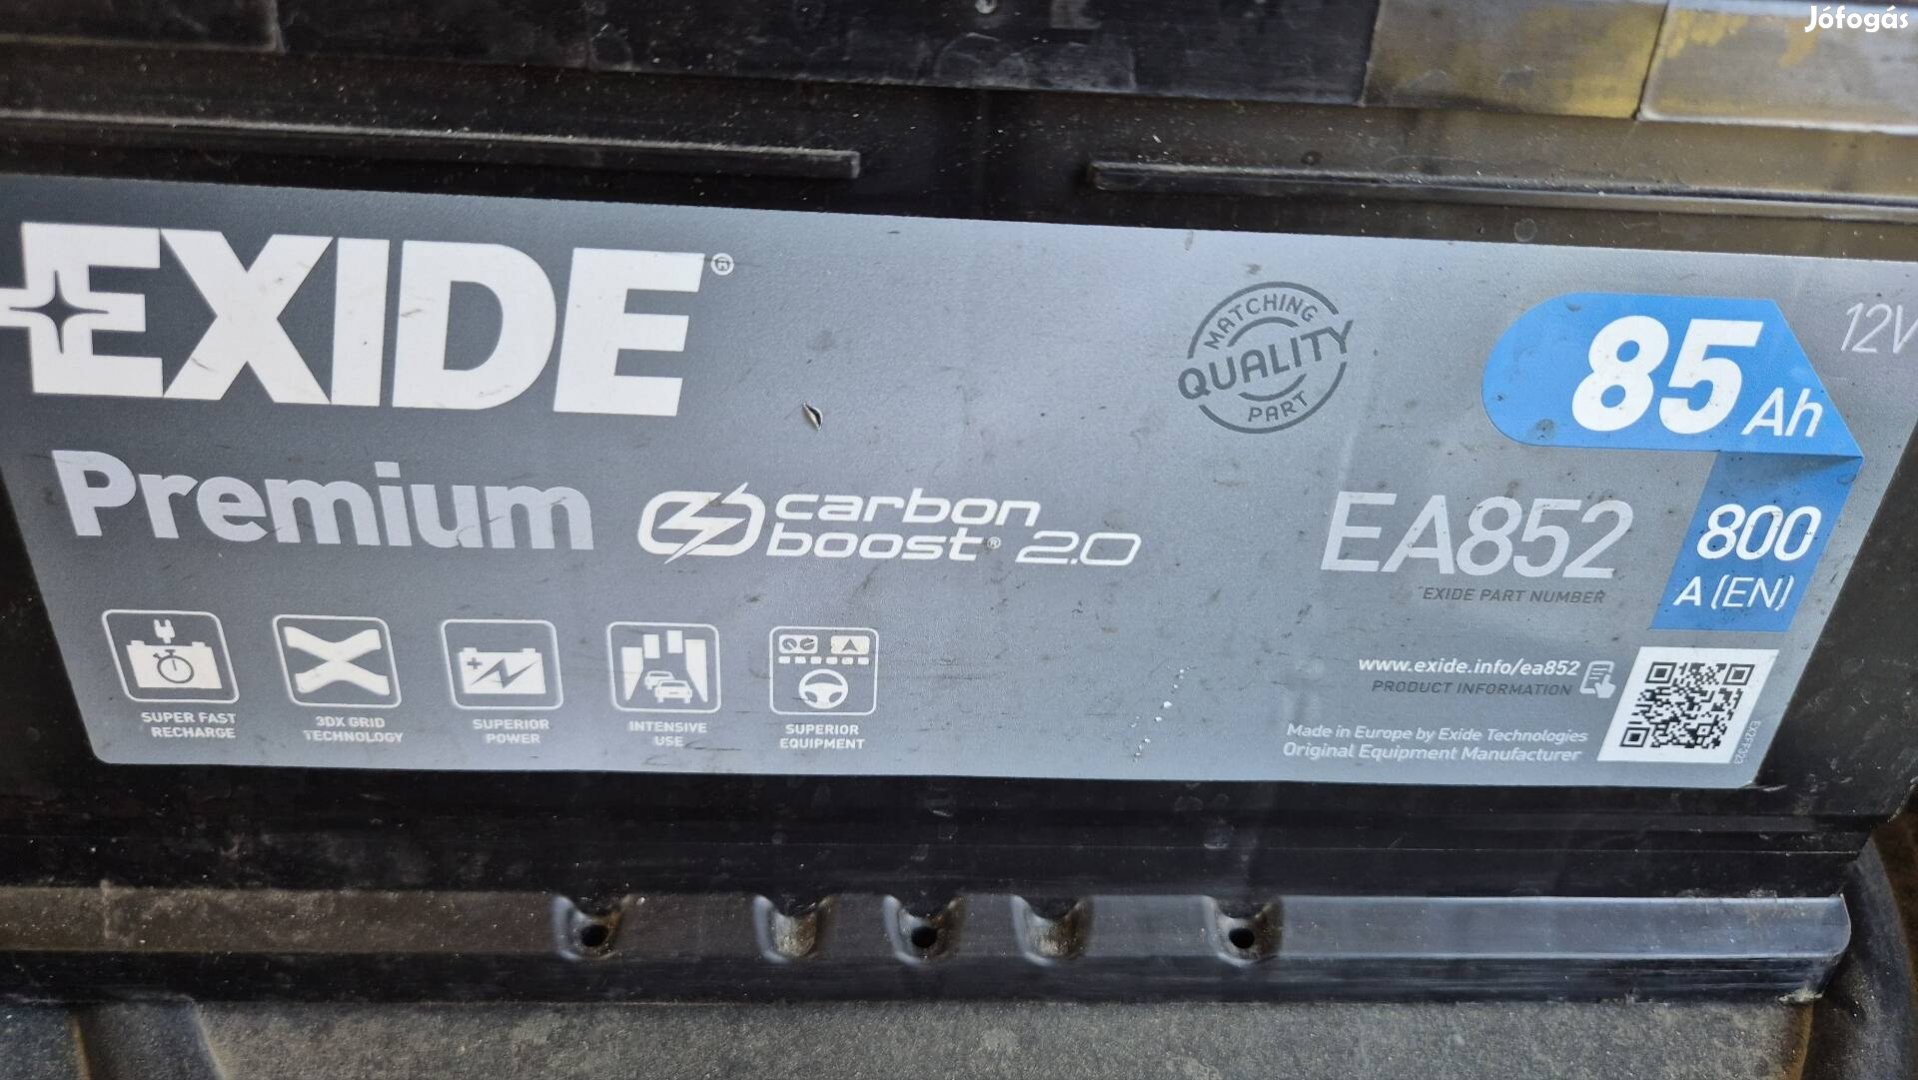 Jófogás
EXIDE®
MATCHING
QUALITY
PART
85 Ah
12V
Premium
carbon
boost® 2.0
EA852
EXIDE PART NUMBER
800
A (EN)
www.exide.info/ea852
PRODUCT INFORMATION
SUPER FAST
RECHARGE
3DX GRID
TECHNOLOGY
SUPERIOR
POWER
INTENSIVE
USE
SUPERIOR
EQUIPMENT
Made in Europe by Exide Technologies
Original Equipment Manufacturer